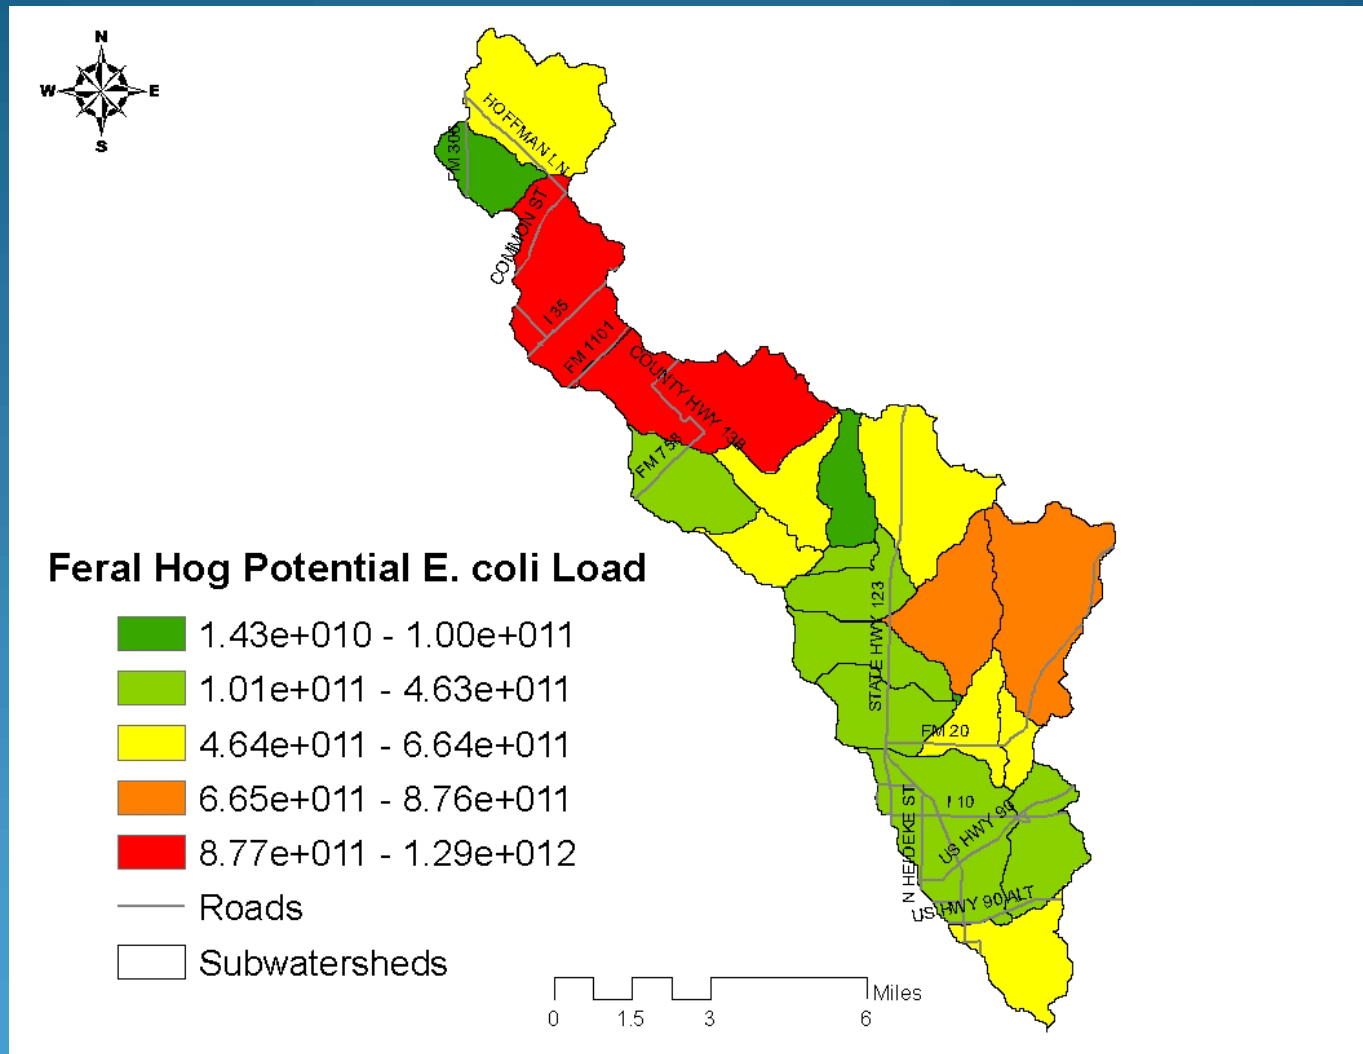 N
W E
S
HOFFMAN LN
FM 306
COMMON ST
I 35
FM 1101
COUNTY HWY 138
FM 758
Feral Hog Potential E. coli Load
1.43e+010 - 1.00e+011
1.01e+011 - 4.63e+011
4.64e+011 - 6.64e+011
6.65e+011 - 8.76e+011
8.77e+011 - 1.29e+012
Roads
Subwatersheds
STATE HWY 123
FM 20
I 10
US HWY 90
N HEIDEKE ST
US HWY 90 ALT
Miles
0 1.5 3 6